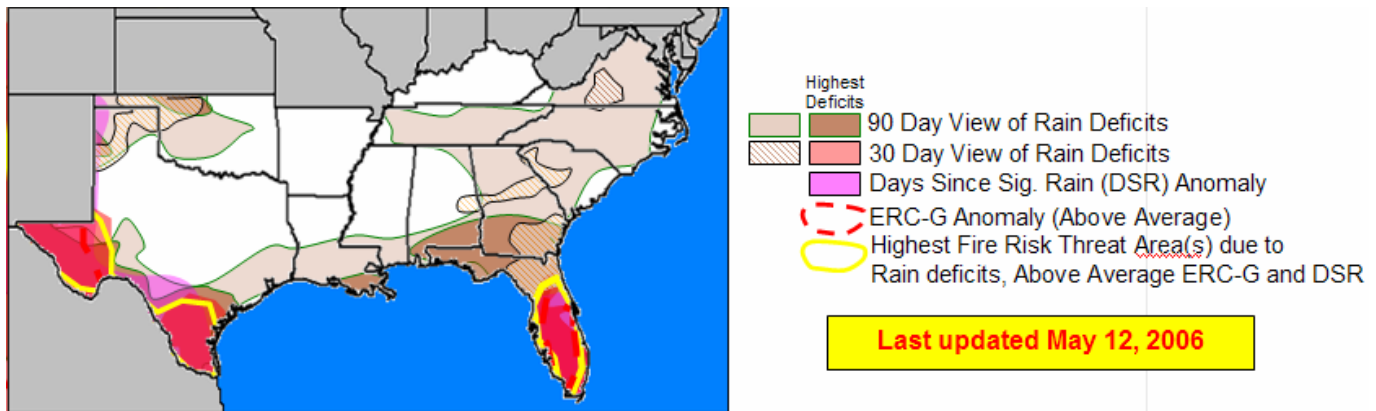 Highest
Deficits
90 Day View of Rain Deficits
30 Day View of Rain Deficits
Days Since Sig. Rain (DSR) Anomaly
ERC-G Anomaly (Above Average)
Highest Fire Risk Threat Area(s) due to
Rain deficits, Above Average ERC-G and DSR
Last updated May 12, 2006